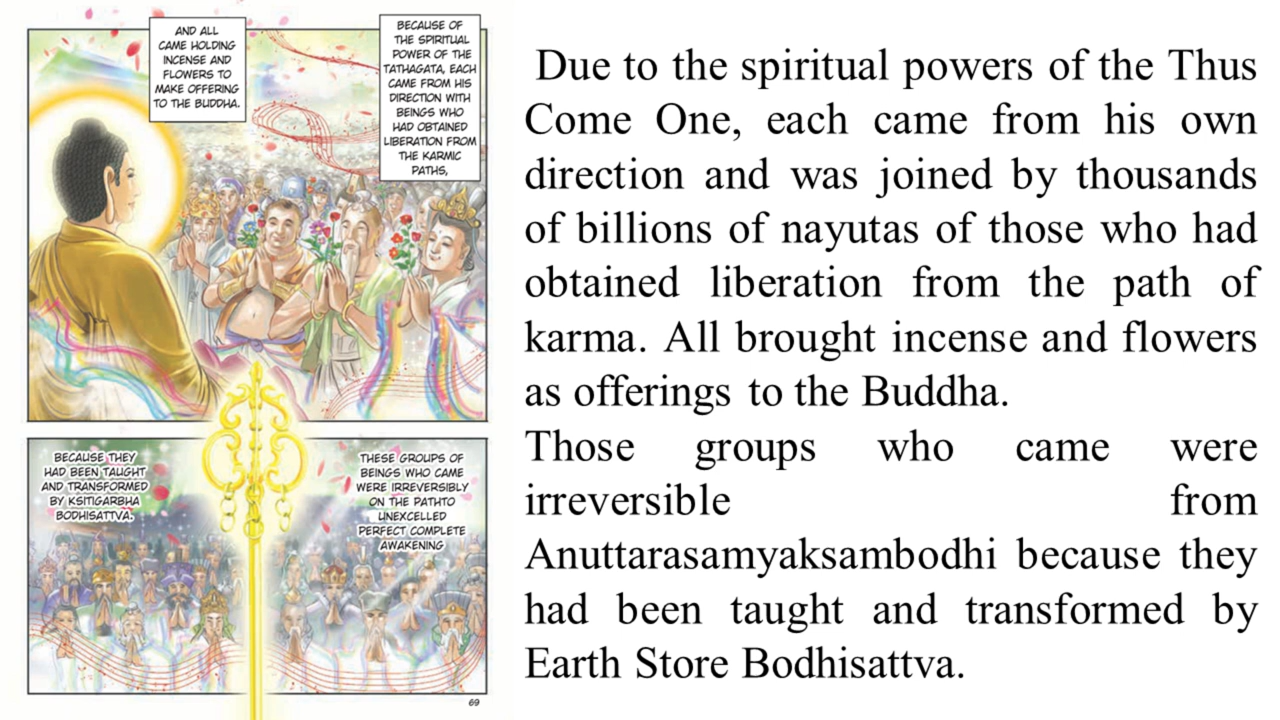 BECAUSE OF
THE SPIRITUAL
POWER OF THE
TATHAGATA, EACH
CAME FROM HIS
DIRECTION WITH
BEINGS WHO
HAD OBTAINED
LIBERATION FROM
THE KARMIC
PATHS,
AND ALL
CAME HOLDING
INCENSE AND
FLOWERS TO
MAKE OFFERING
TO THE BUDDHA.
THESE GROUPS OF
BEINGS WHO CAME
WERE IRREVERSIBLY
ON THE PATHTO
UNEXCELLED
PERFECT COMPLETE
AWAKENING
BECAUSE THEY
HAD BEEN TAUGHT
AND TRANSFORMED
BY KSITIGARBHA
BODHISATTVA.
69
Due to the spiritual powers of the Thus
Come One, each came from his own
direction and was joined by thousands
of billions of nayutas of those who had
obtained liberation from the path of
karma. All brought incense and flowers
as offerings to the Buddha.
Those groups who came were
irreversible from
Anuttarasamyaksambodhi because they
had been taught and transformed by
Earth Store Bodhisattva.